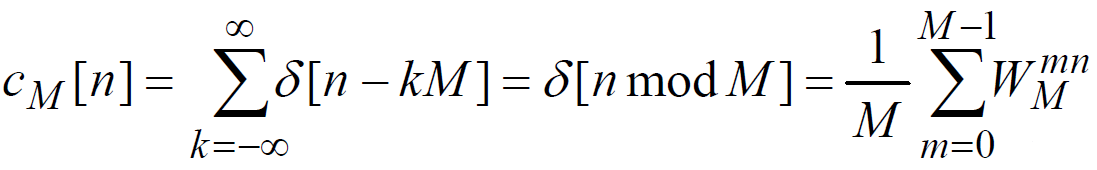 c_M[n] = \sum_{k=-\infty}^{\infty} \delta[n-kM] = \delta[n \bmod M] = \frac{1}{M} \sum_{m=0}^{M-1} W_M^{mn}